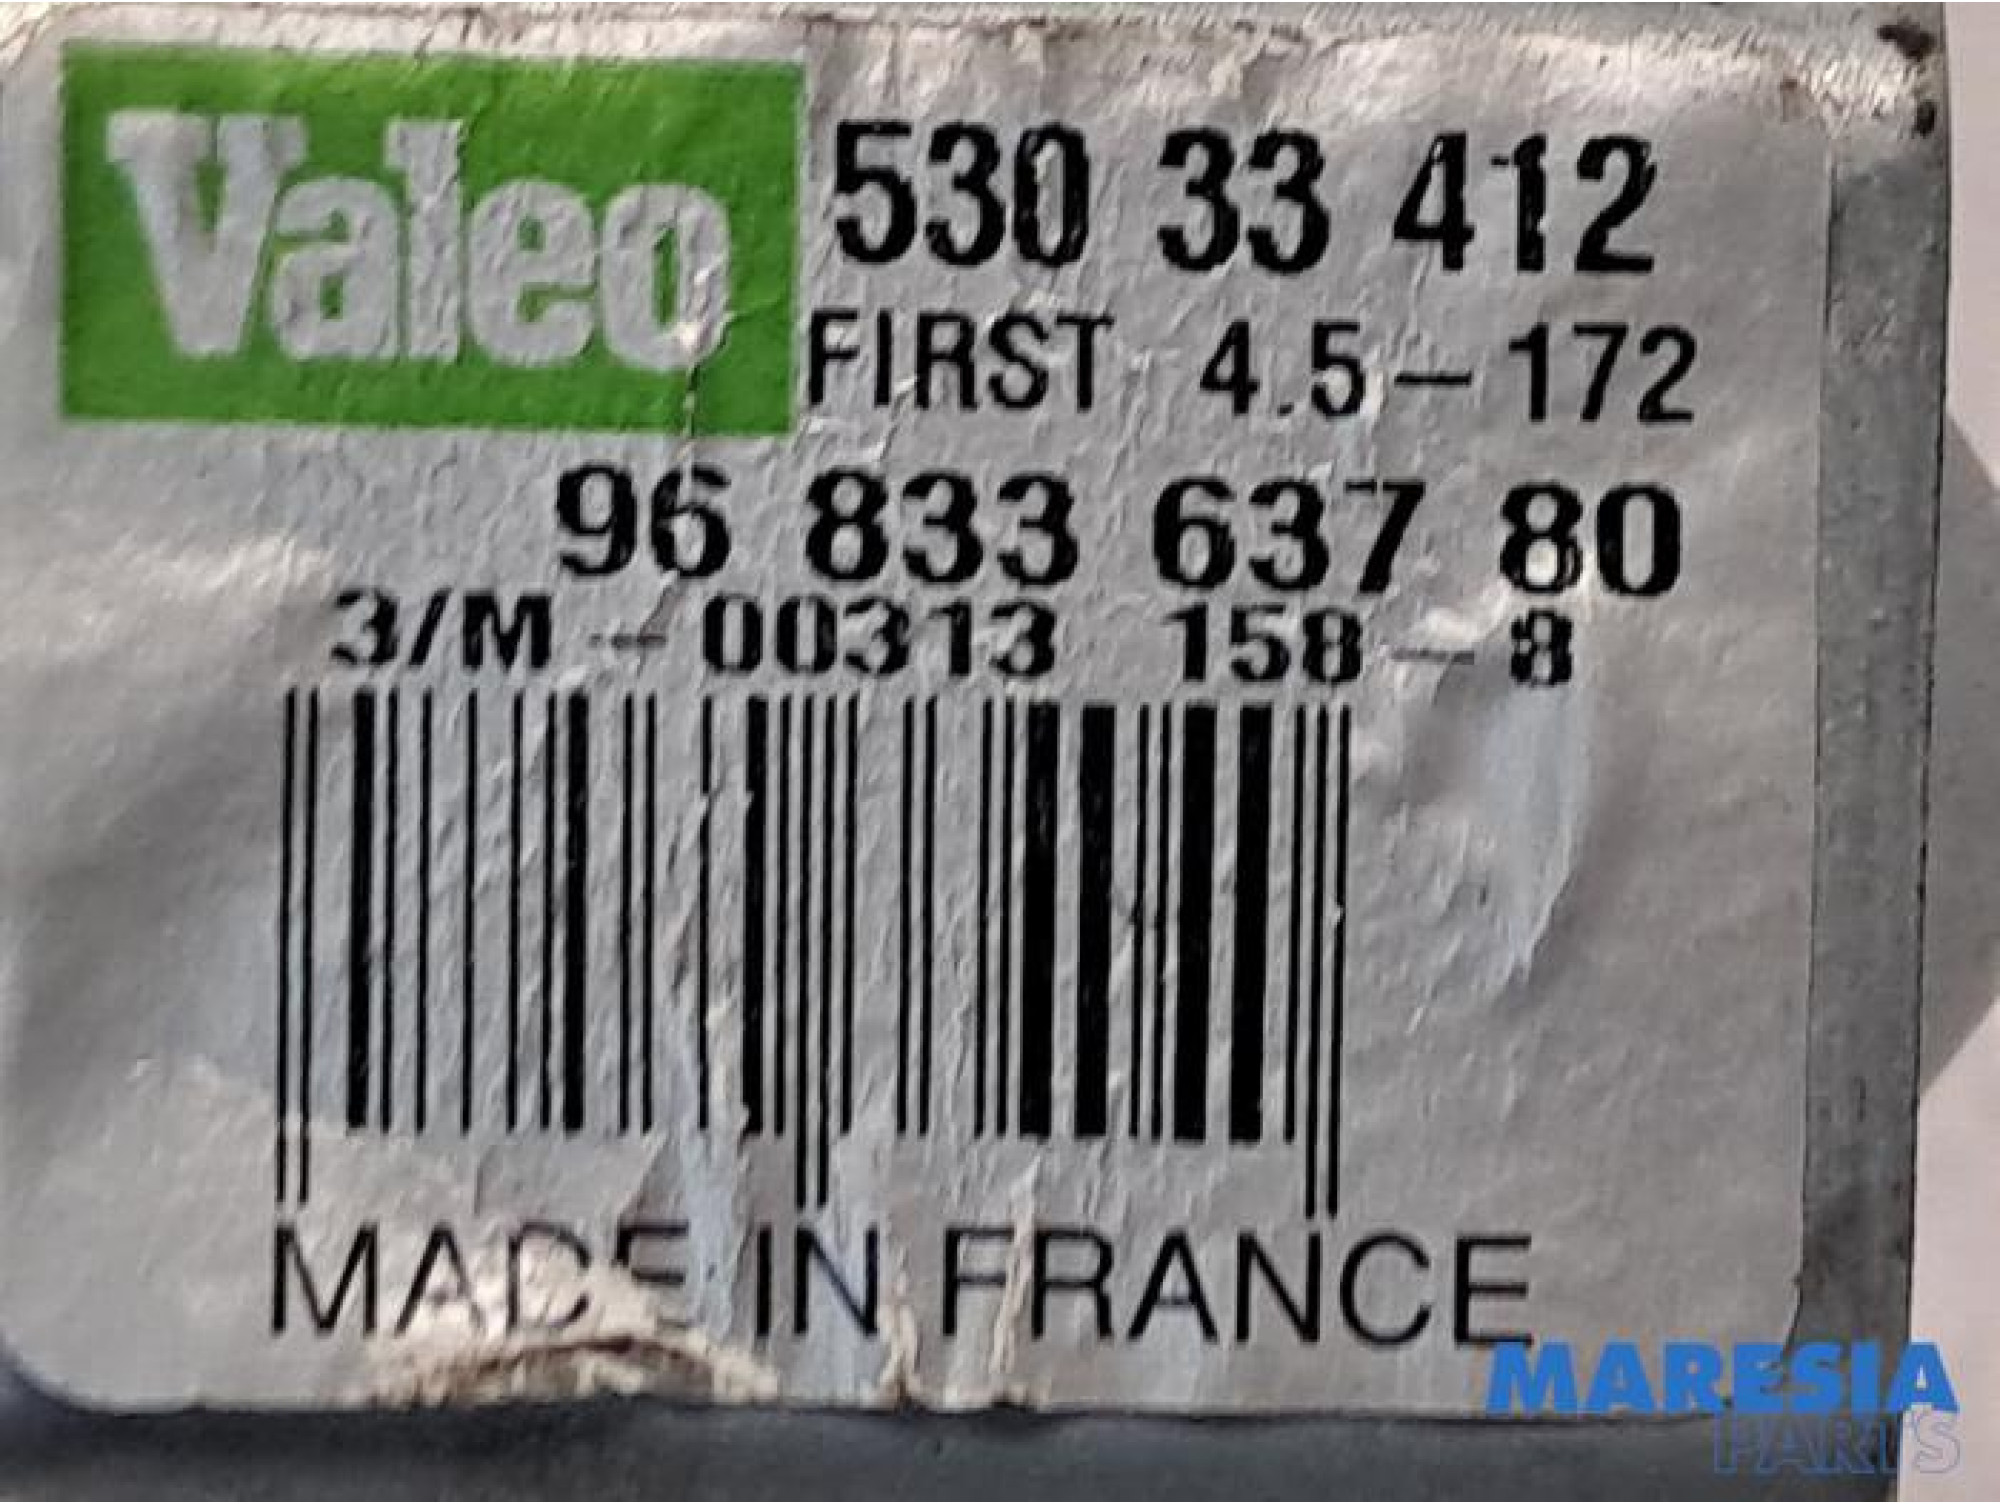 Valeo
530 33 412
FIRST 4.5-172
96 833 637 80
3/M - 00313 158 - 8
MADE IN FRANCE
MARESIA
PARTS